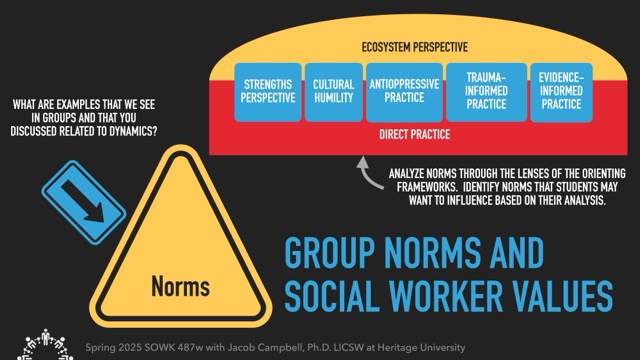 ECOSYSTEM PERSPECTIVE
STRENGTHS
PERSPECTIVE
CULTURAL
HUMILITY
ANTIOPPRESSIVE
PRACTICE
TRAUMA-
INFORMED
PRACTICE
EVIDENCE-
INFORMED
PRACTICE
DIRECT PRACTICE
WHAT ARE EXAMPLES THAT WE SEE
IN GROUPS AND THAT YOU
DISCUSSED RELATED TO DYNAMICS?
ANALYZE NORMS THROUGH THE LENSES OF THE ORIENTING
FRAMEWORKS. IDENTIFY NORMS THAT STUDENTS MAY
WANT TO INFLUENCE BASED ON THEIR ANALYSIS.
Norms
GROUP NORMS AND
SOCIAL WORKER VALUES
Spring 2025 SOWK 487w with Jacob Campbell, Ph.D. LICSW at Heritage University